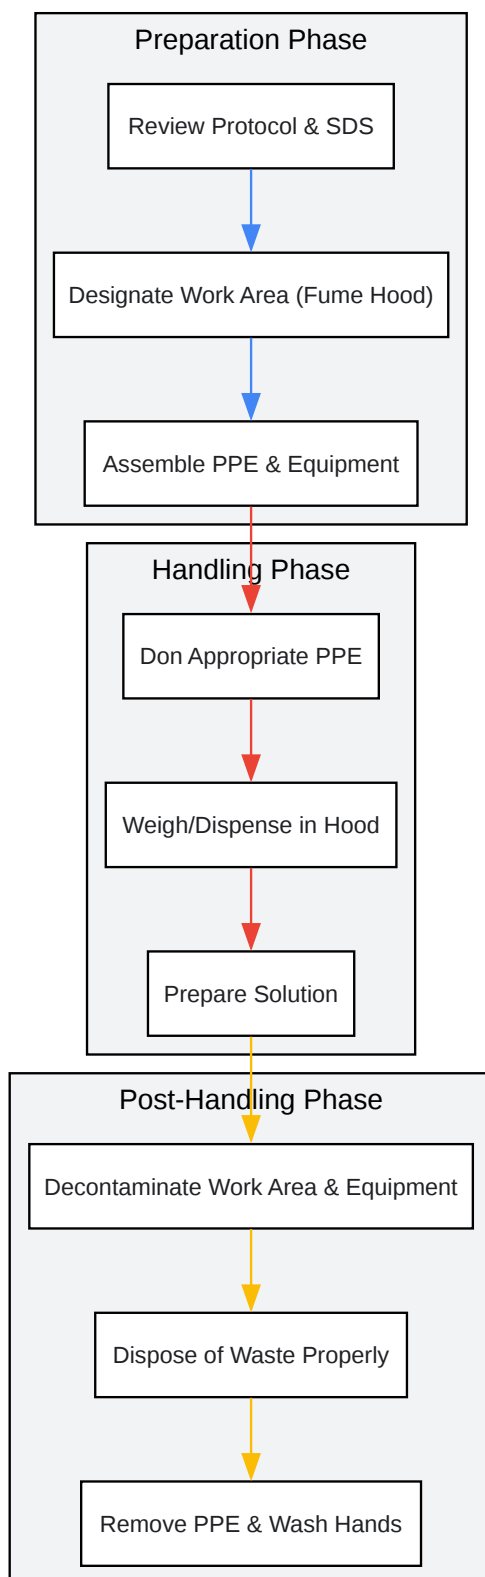 Preparation Phase
Review Protocol & SDS
Designate Work Area (Fume Hood)
Assemble PPE & Equipment
Handling Phase
Don Appropriate PPE
Weigh/Dispense in Hood
Prepare Solution
Post-Handling Phase
Decontaminate Work Area & Equipment
Dispose of Waste Properly
Remove PPE & Wash Hands